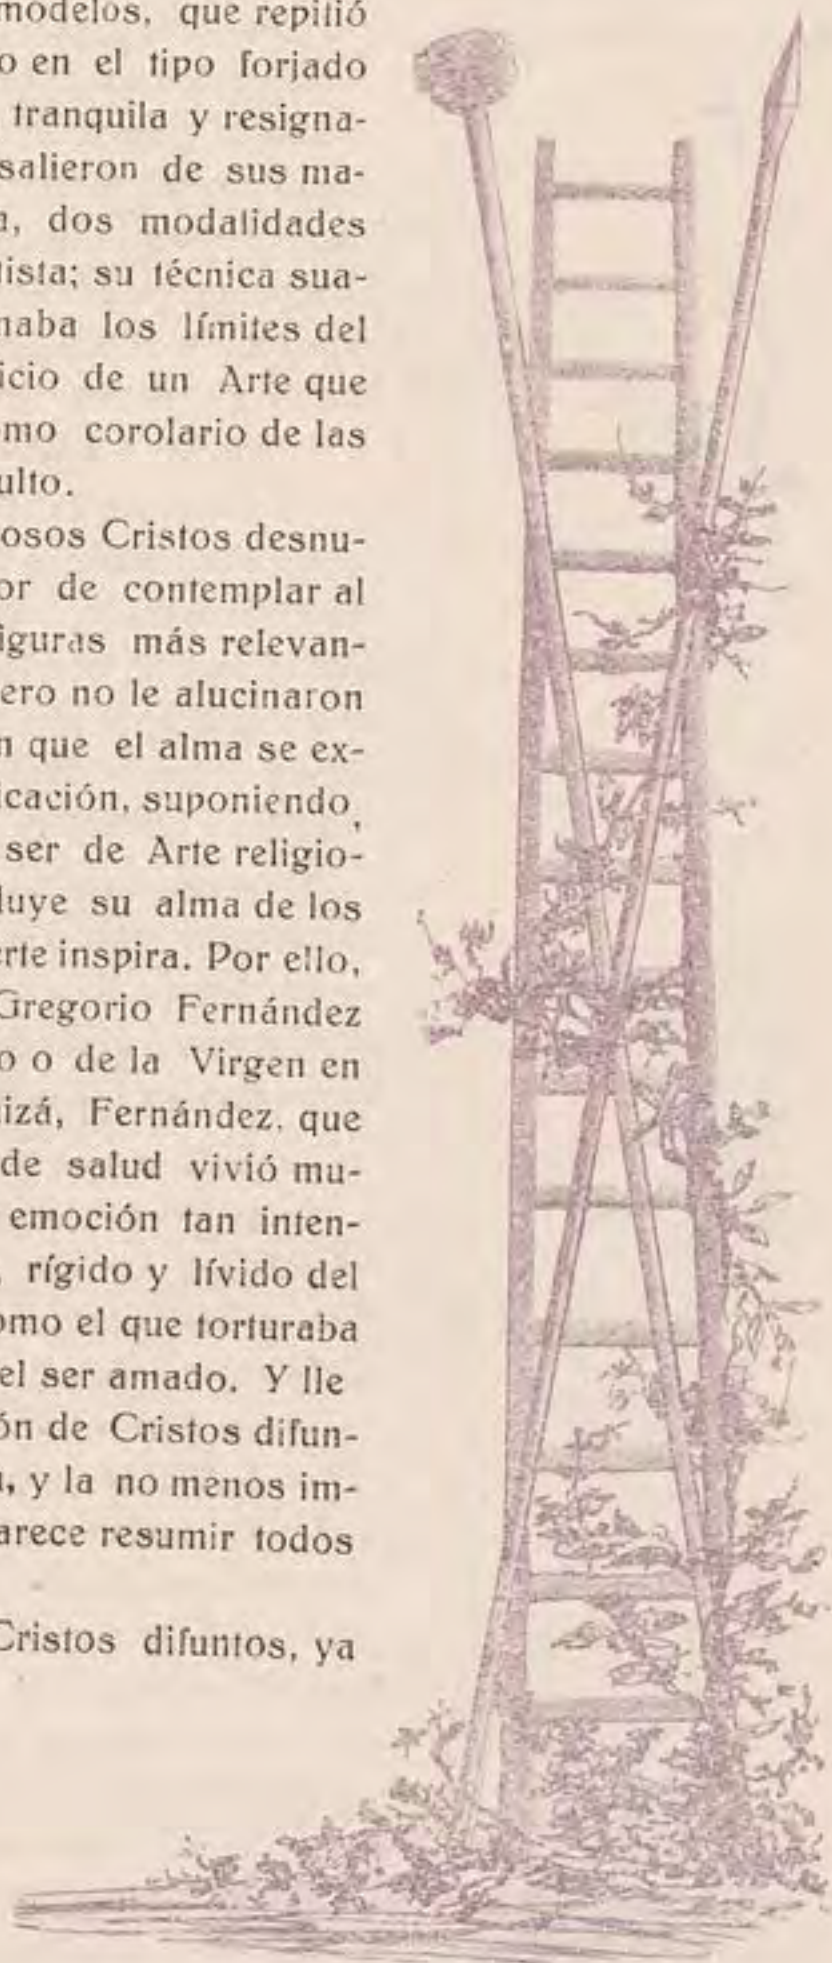 modelos, que repitió
o en el tipo forjado
tranquila y resigna-
salieron de sus ma-
a, dos modalidades
tista; su técnica sua-
naba los límites del
icio de un Arte que
omo corolario de las
ulto.
osos Cristos desnu-
or de contemplar al
iguras más relevan-
ero no le alucinaron
n que el alma se ex-
icación, suponiendo
ser de Arte religio-
luye su alma de los
erte inspira. Por ello,
Gregorio Fernández
o o de la Virgen en
izá, Fernández, que
de salud vivió mu-
emoción tan inten-
rígido y lívido del
omo el que torturaba
el ser amado. Y lle
ón de Cristos difun-
, y la no menos im-
arece resumir todos
Cristos difuntos, ya